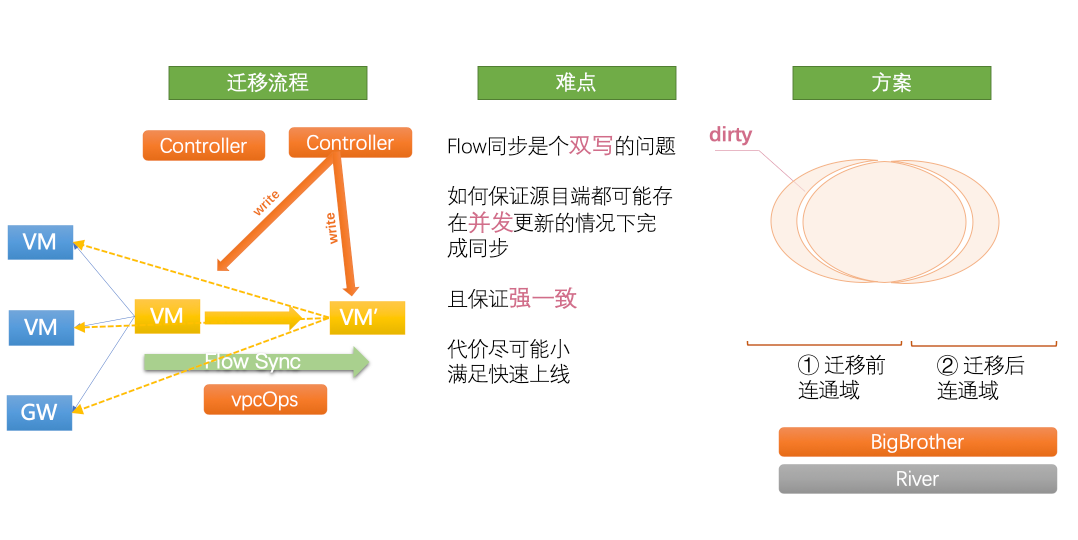 迁移流程
Controller
Controller
write
write
VM
VM
GW
VM
VM′
Flow Sync
vpcOps
难点
Flow同步是个双写的问题
如何保证源目端都可能存
在并发更新的情况下完
成同步
且保证强一致
代价尽可能小
满足快速上线
方案
dirty
① 迁移前
连通域
② 迁移后
连通域
BigBrother
River